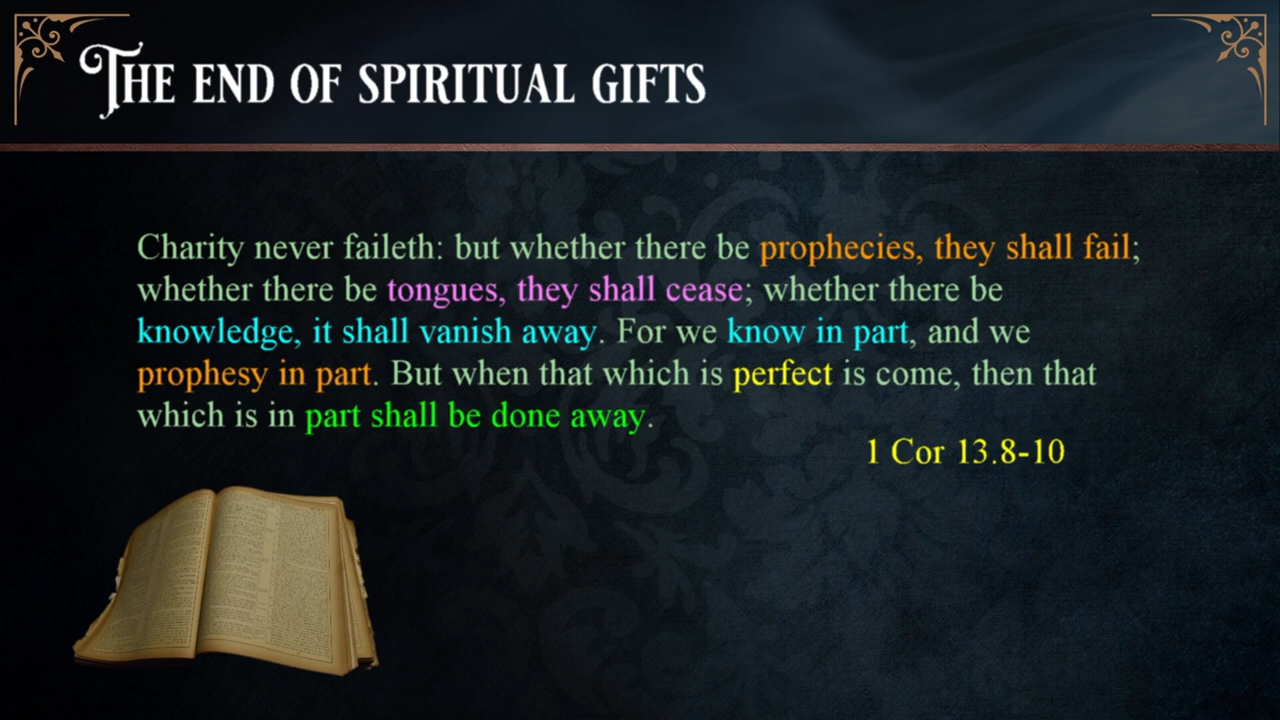 The end of spiritual gifts
Charity never faileth: but whether there be prophecies, they shall fail;
whether there be tongues, they shall cease; whether there be
knowledge, it shall vanish away. For we know in part, and we
prophesy in part. But when that which is perfect is come, then that
which is in part shall be done away.
1 Cor 13.8-10